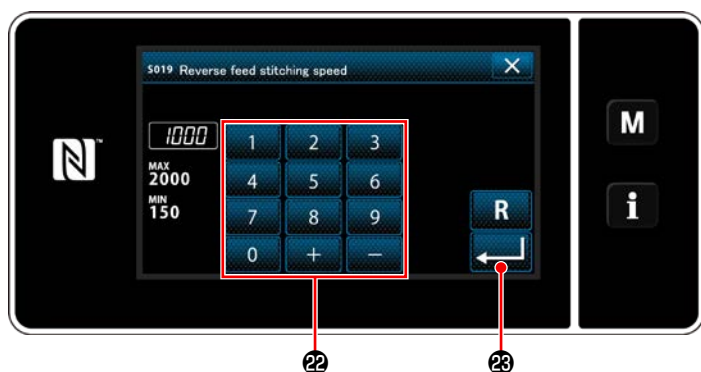 S019 Reverse feed stitching speed
1000
MAX
2000
MIN
150
1 2 3
4 5 6
7 8 9
0 + −
R
M
i
N™
㉒ ㉓